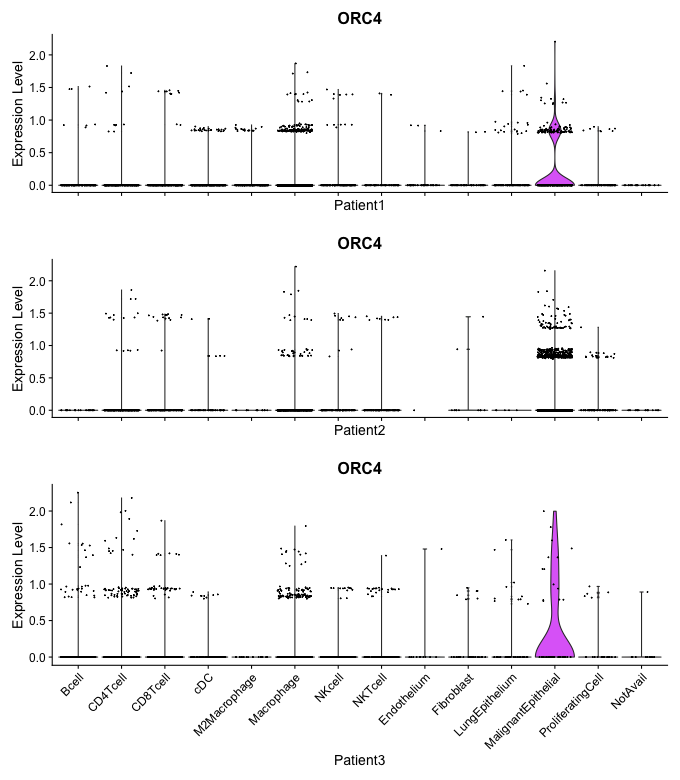 ORC4
Expression Level
2.0
1.5
1.0
0.5
0.0
Patient1
ORC4
Expression Level
2.0
1.5
1.0
0.5
0.0
Patient2
ORC4
Expression Level
2.0
1.5
1.0
0.5
0.0
Bcell
CD4Tcell
CD8Tcell
cDC
M2Macrophage
Macrophage
NKcell
NKTcell
Endothelium
Fibroblast
LungEpithelium
MalignantEpithelial
ProliferatingCell
NotAvail
Patient3